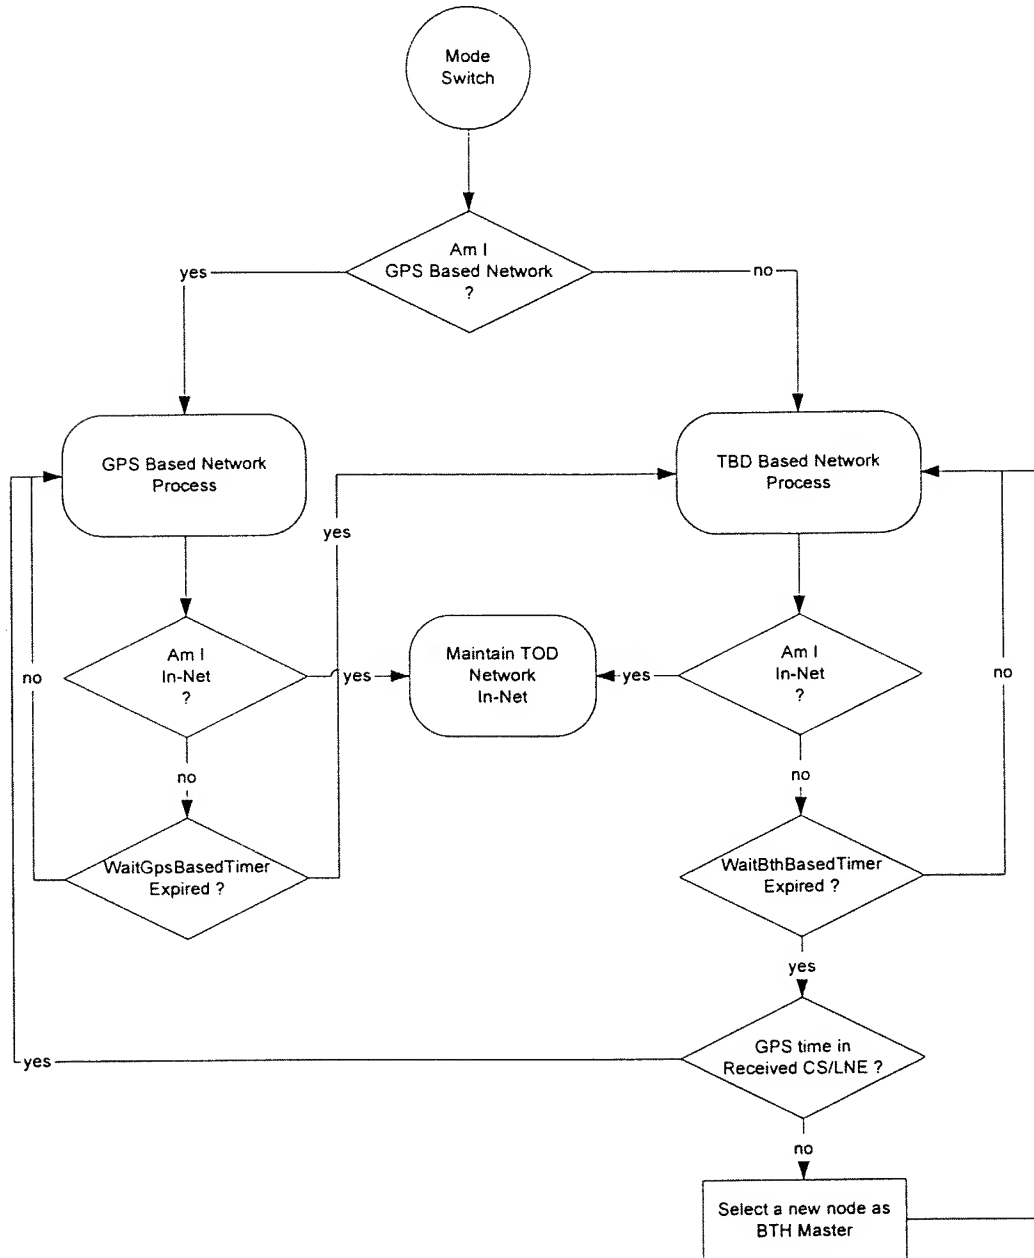 Mode
Switch
Am I
GPS Based Network
?
yes
no
GPS Based Network
Process
TBD Based Network
Process
yes
Am I
In-Net
?
yes
Maintain TOD
Network
In-Net
yes
Am I
In-Net
?
no
no
no
no
WaitGpsBasedTimer
Expired ?
WaitBthBasedTimer
Expired ?
yes
GPS time in
Received CS/LNE ?
yes
no
Select a new node as
BTH Master